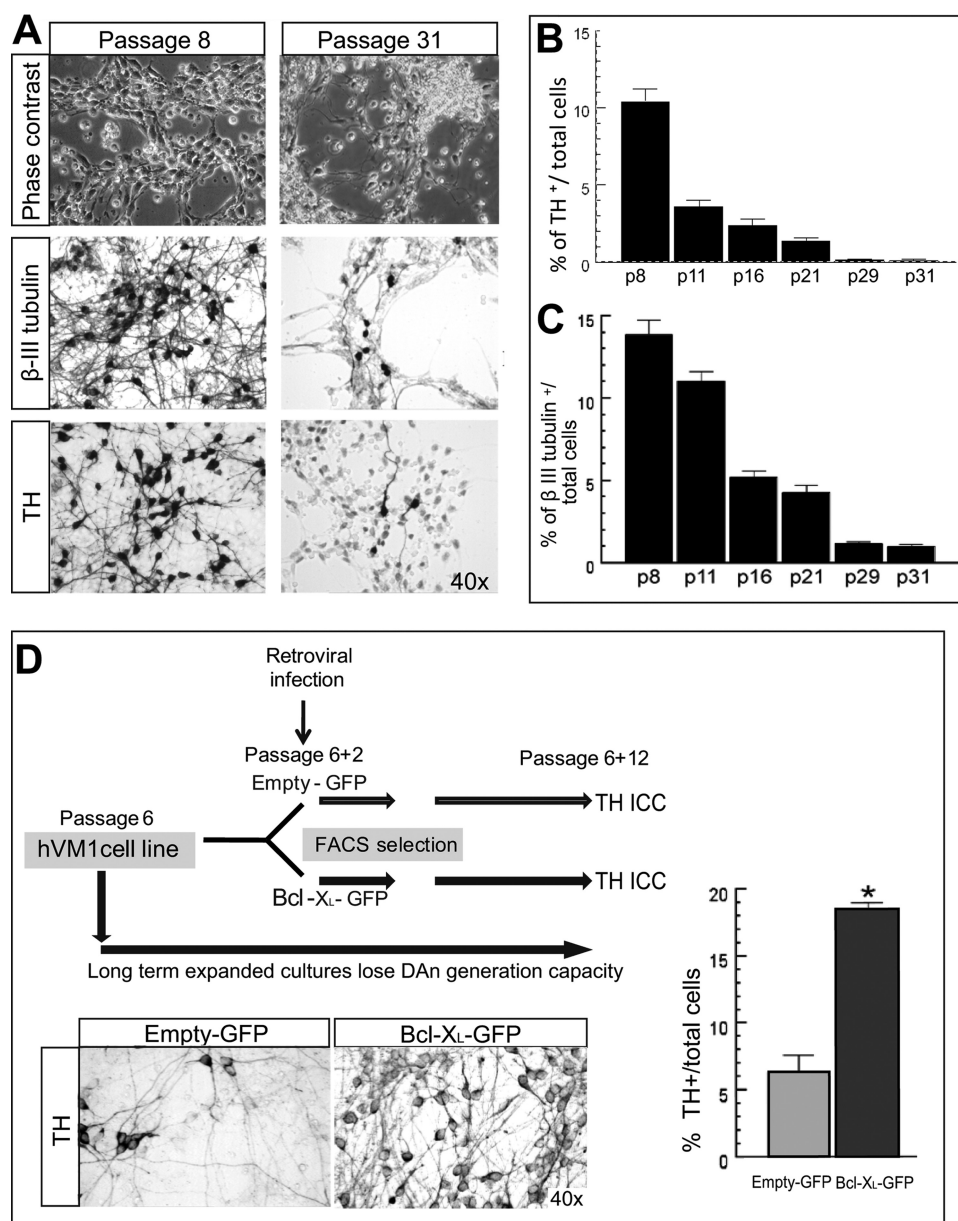 A
Passage 8
Passage 31
Phase contrast
β-III tubulin
TH
40x
B
% of TH +/ total cells
15
10
5
0
p8 p11 p16 p21 p29 p31
C
% of β III tubulin +/
total cells
15
10
5
0
p8 p11 p16 p21 p29 p31
D
Retroviral
infection
Passage 6+2
Empty-GFP
Passage 6+12
TH ICC
Passage 6
hVM1cell line
FACS selection
Bcl-XL-GFP
TH ICC
Long term expanded cultures lose DAn generation capacity
Empty-GFP
Bcl-XL-GFP
TH
40x
% TH+/total cells
20
15
10
5
0
*
Empty-GFP Bcl-XL-GFP